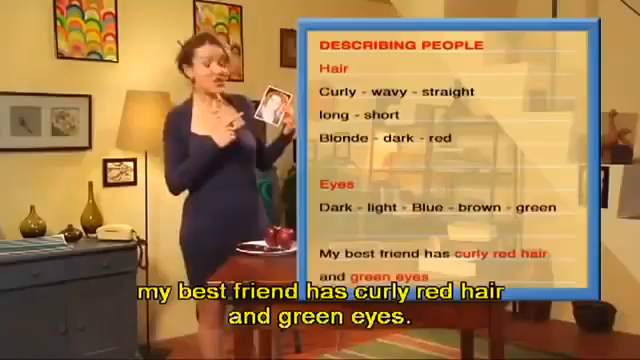 DESCRIBING PEOPLE
Hair
Curly - wavy - straight
long - short
Blonde - dark - red
Eyes
Dark - light - Blue - brown - green
My best friend has curly red hair
and green eyes
my best friend has curly red hair
and green eyes.